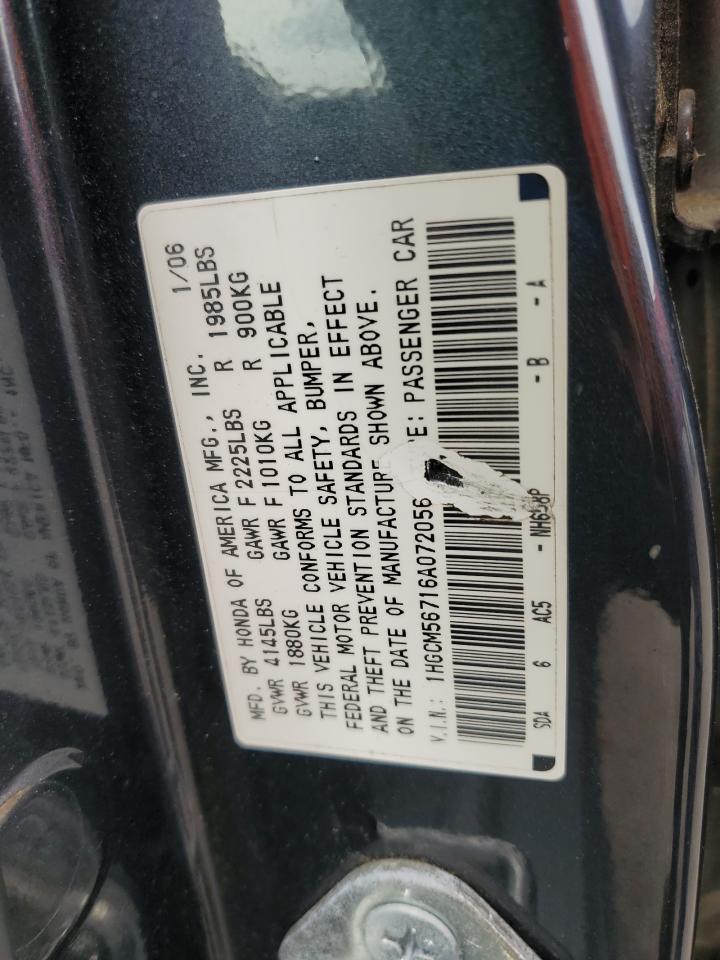 MFD. BY HONDA OF AMERICA MFG., INC. 1/06
GVWR 4145LBS GAWR F 2225LBS R 1985LBS
GVWR 1880KG GAWR F 1010KG R 900KG
THIS VEHICLE CONFORMS TO ALL APPLICABLE
FEDERAL MOTOR VEHICLE SAFETY, BUMPER,
AND THEFT PREVENTION STANDARDS IN EFFECT
ON THE DATE OF MANUFACTURE SHOWN ABOVE.
V.I.N.: 1HGCM56716A072056 PE: PASSENGER CAR
SDA 6 AC5 - - B - A